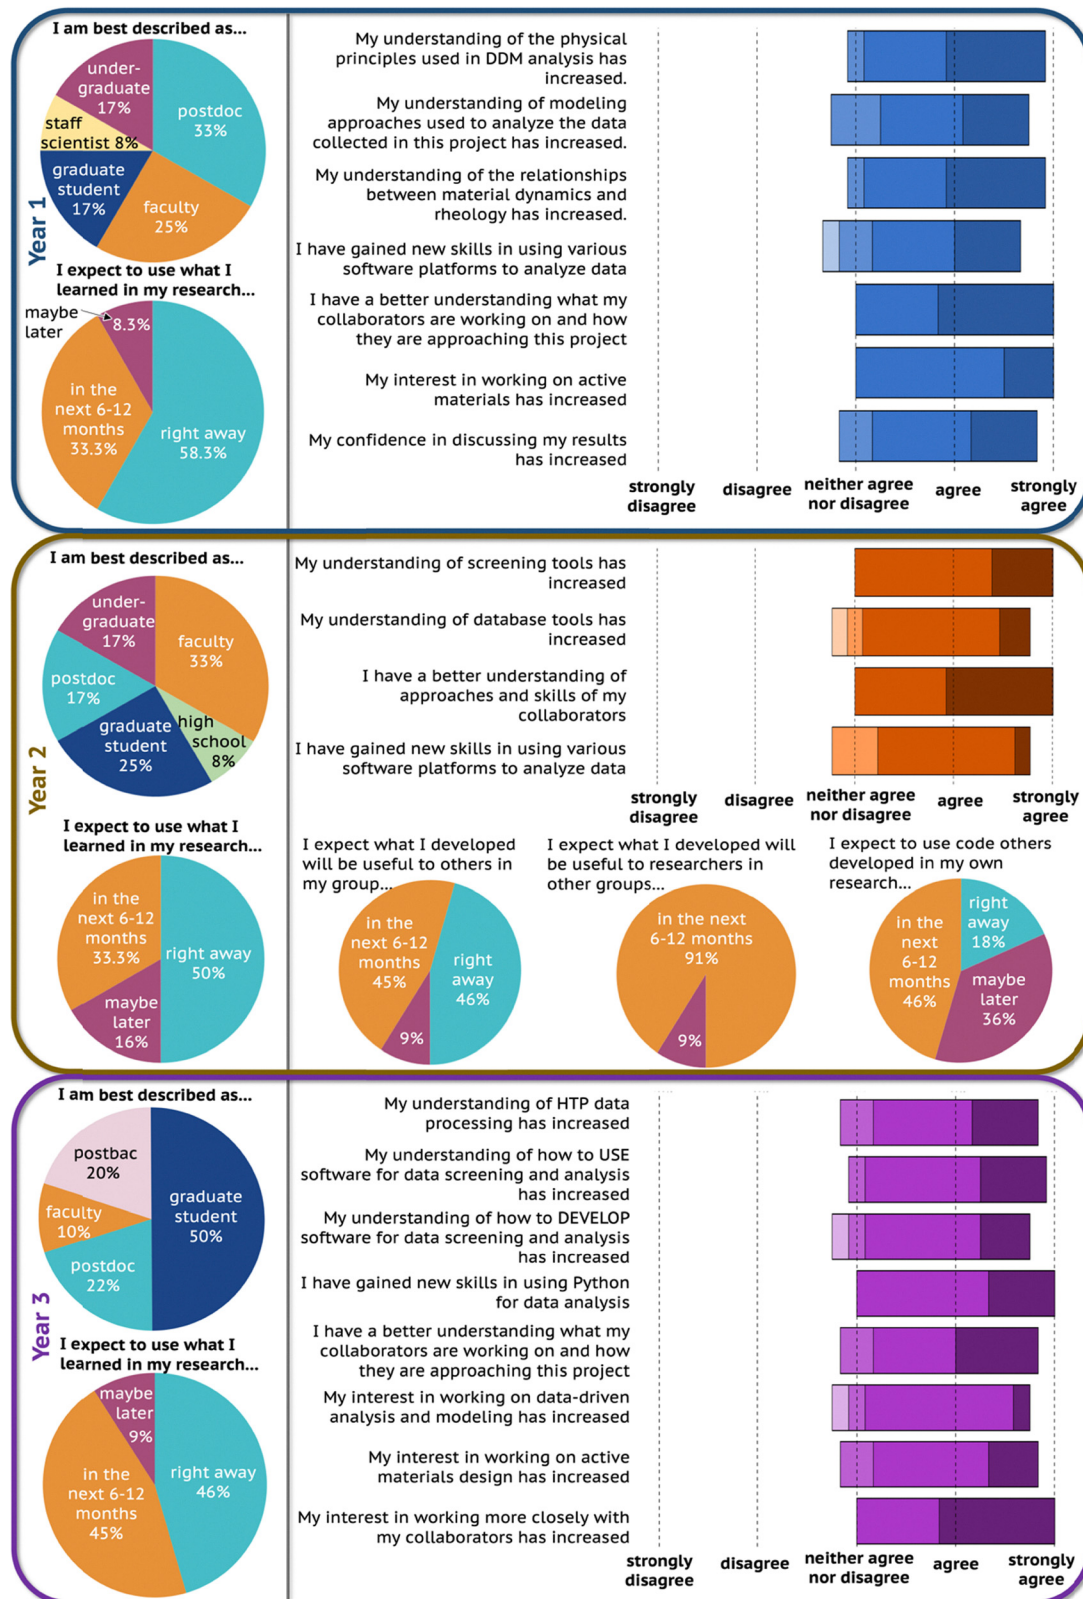 Year 1
I am best described as...
under-
graduate
17%
postdoc
33%
staff
scientist 8%
graduate
student
17%
faculty
25%
I expect to use what I
learned in my research...
maybe
later
8.3%
in the
next 6-12
months
33.3%
right away
58.3%
My understanding of the physical
principles used in DDM analysis has
increased.
My understanding of modeling
approaches used to analyze the data
collected in this project has increased.
My understanding of the relationships
between material dynamics and
rheology has increased.
I have gained new skills in using various
software platforms to analyze data
I have a better understanding what my
collaborators are working on and how
they are approaching this project
My interest in working on active
materials has increased
My confidence in discussing my results
has increased
strongly
disagree
disagree
neither agree
nor disagree
agree
strongly
agree
Year 2
I am best described as...
under-
graduate
17%
faculty
33%
postdoc
17%
graduate
student
25%
high
school
8%
I expect to use what I
learned in my research...
in the
next 6-12
months
33.3%
right away
50%
maybe
later
16%
My understanding of screening tools has
increased
My understanding of database tools has
increased
I have a better understanding of
approaches and skills of my
collaborators
I have gained new skills in using various
software platforms to analyze data
strongly
disagree
disagree
neither agree
nor disagree
agree
strongly
agree
I expect what I developed
will be useful to others in
my group...
in the
next 6-12
months
45%
right
away
46%
9%
I expect what I developed will
be useful to researchers in
other groups...
in the next
6-12 months
91%
9%
I expect to use code others
developed in my own
research...
right
away
18%
in the
next
6-12
months
46%
maybe
later
36%
Year 3
I am best described as...
postbac
20%
graduate
student
50%
faculty
10%
postdoc
22%
I expect to use what I
learned in my research...
maybe
later
9%
right away
46%
in the
next 6-12
months
45%
My understanding of HTP data
processing has increased
My understanding of how to USE
software for data screening and analysis
has increased
My understanding of how to DEVELOP
software for data screening and analysis
has increased
I have gained new skills in using Python
for data analysis
I have a better understanding what my
collaborators are working on and how
they are approaching this project
My interest in working on data-driven
analysis and modeling has increased
My interest in working on active
materials design has increased
My interest in working more closely with
my collaborators has increased
strongly
disagree
disagree
neither agree
nor disagree
agree
strongly
agree